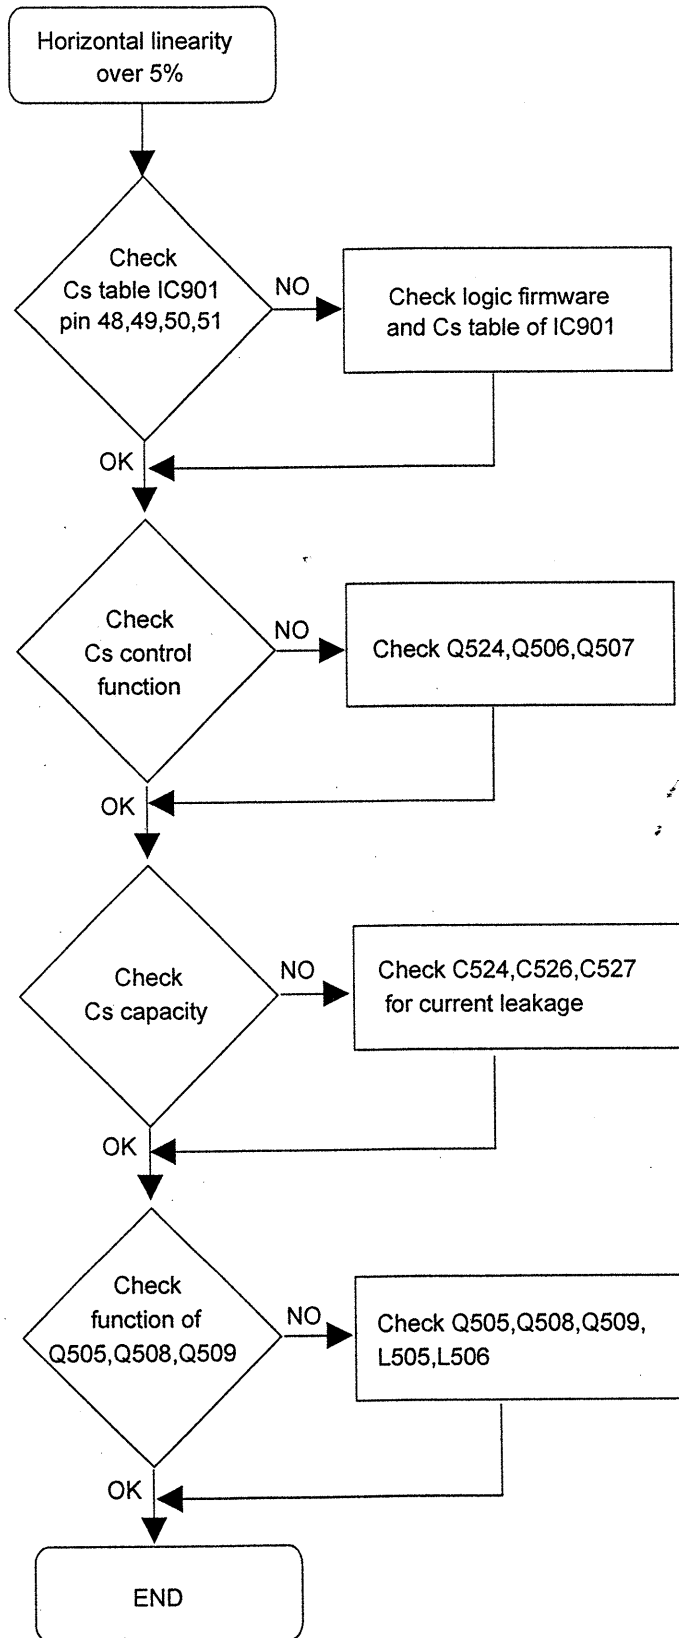 Horizontal linearity
over 5%
Check
Cs table IC901
pin 48,49,50,51
NO
Check logic firmware
and Cs table of IC901
OK
Check
Cs control
function
NO
Check Q524,Q506,Q507
OK
Check
Cs capacity
NO
Check C524,C526,C527
for current leakage
OK
Check
function of
Q505,Q508,Q509
NO
Check Q505,Q508,Q509,
L505,L506
OK
END